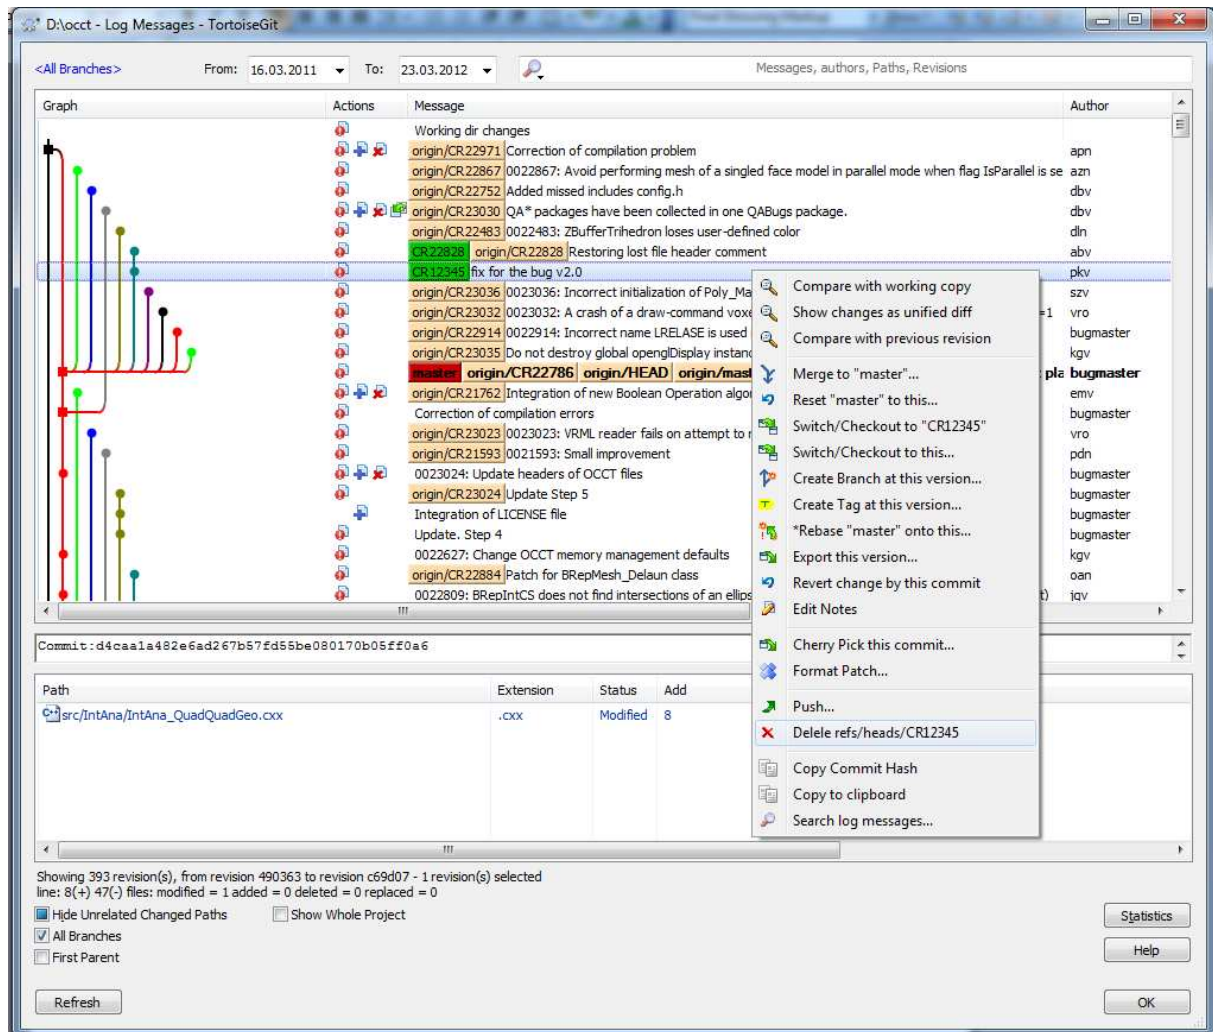 D:\occt - Log Messages - TortoiseGit
<All Branches> From: 16.03.2011 To: 23.03.2012 Messages, authors, Paths, Revisions
Graph Actions Message Author
Working dir changes
origin/CR22971 Correction of compilation problem apn
origin/CR22867 0022867: Avoid performing mesh of a singled face model in parallel mode when flag IsParallel is se azn
origin/CR22752 Added missed includes config.h dbv
origin/CR23030 QA* packages have been collected in one QABugs package. dbv
origin/CR22483 0022483: ZBufferTrihedron loses user-defined color dln
CR22828 origin/CR22828 Restoring lost file header comment abv
CR12345 fix for the bug v2.0 pkv
origin/CR23036 0023036: Incorrect initialization of Poly_Ma szv
origin/CR23032 0023032: A crash of a draw-command voxe =1 vro
origin/CR22914 0022914: Incorrect name LRELASE is used bugmaster
origin/CR23035 Do not destroy global openglDisplay instanc kgv
master origin/CR22786 origin/HEAD origin/mast pla bugmaster
origin/CR21762 Integration of new Boolean Operation algor emv
Correction of compilation errors bugmaster
origin/CR23023 0023023: VRML reader fails on attempt to r vro
origin/CR21593 0021593: Small improvement pdn
0023024: Update headers of OCCT files bugmaster
origin/CR23024 Update Step 5 bugmaster
Integration of LICENSE file bugmaster
Update. Step 4 bugmaster
0022627: Change OCCT memory management defaults kgv
origin/CR22884 Patch for BRepMesh_Delaun class oan
0022809: BRepIntCS does not find intersections of an ellips t) jgv
Compare with working copy
Show changes as unified diff
Compare with previous revision
Merge to "master"...
Reset "master" to this...
Switch/Checkout to "CR12345"
Switch/Checkout to this...
Create Branch at this version...
Create Tag at this version...
*Rebase "master" onto this...
Export this version...
Revert change by this commit
Edit Notes
Cherry Pick this commit...
Format Patch...
Push...
Delele refs/heads/CR12345
Copy Commit Hash
Copy to clipboard
Search log messages...
Commit:d4caa1a482e6ad267b57fd55be080170b05ff0a6
Path Extension Status Add
src/IntAna/IntAna_QuadQuadGeo.cxx .cxx Modified 8
Showing 393 revision(s), from revision 490363 to revision c69d07 - 1 revision(s) selected
line: 8(+) 47(-) files: modified = 1 added = 0 deleted = 0 replaced = 0
Hide Unrelated Changed Paths Show Whole Project Statistics
All Branches
First Parent Help
Refresh OK